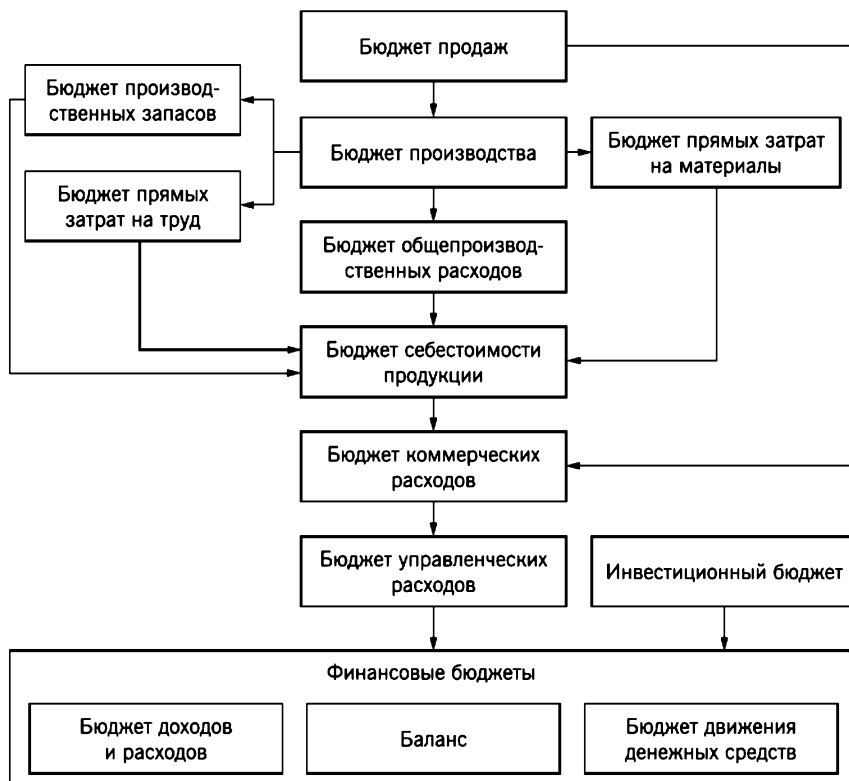 Бюджет продаж
Бюджет производ-
ственных запасов
Бюджет производства
Бюджет прямых затрат
на материалы
Бюджет прямых
затрат на труд
Бюджет общепроизвод-
ственных расходов
Бюджет себестоимости
продукции
Бюджет коммерческих
расходов
Бюджет управленческих
расходов
Инвестиционный бюджет
Финансовые бюджеты
Бюджет доходов
и расходов
Баланс
Бюджет движения
денежных средств